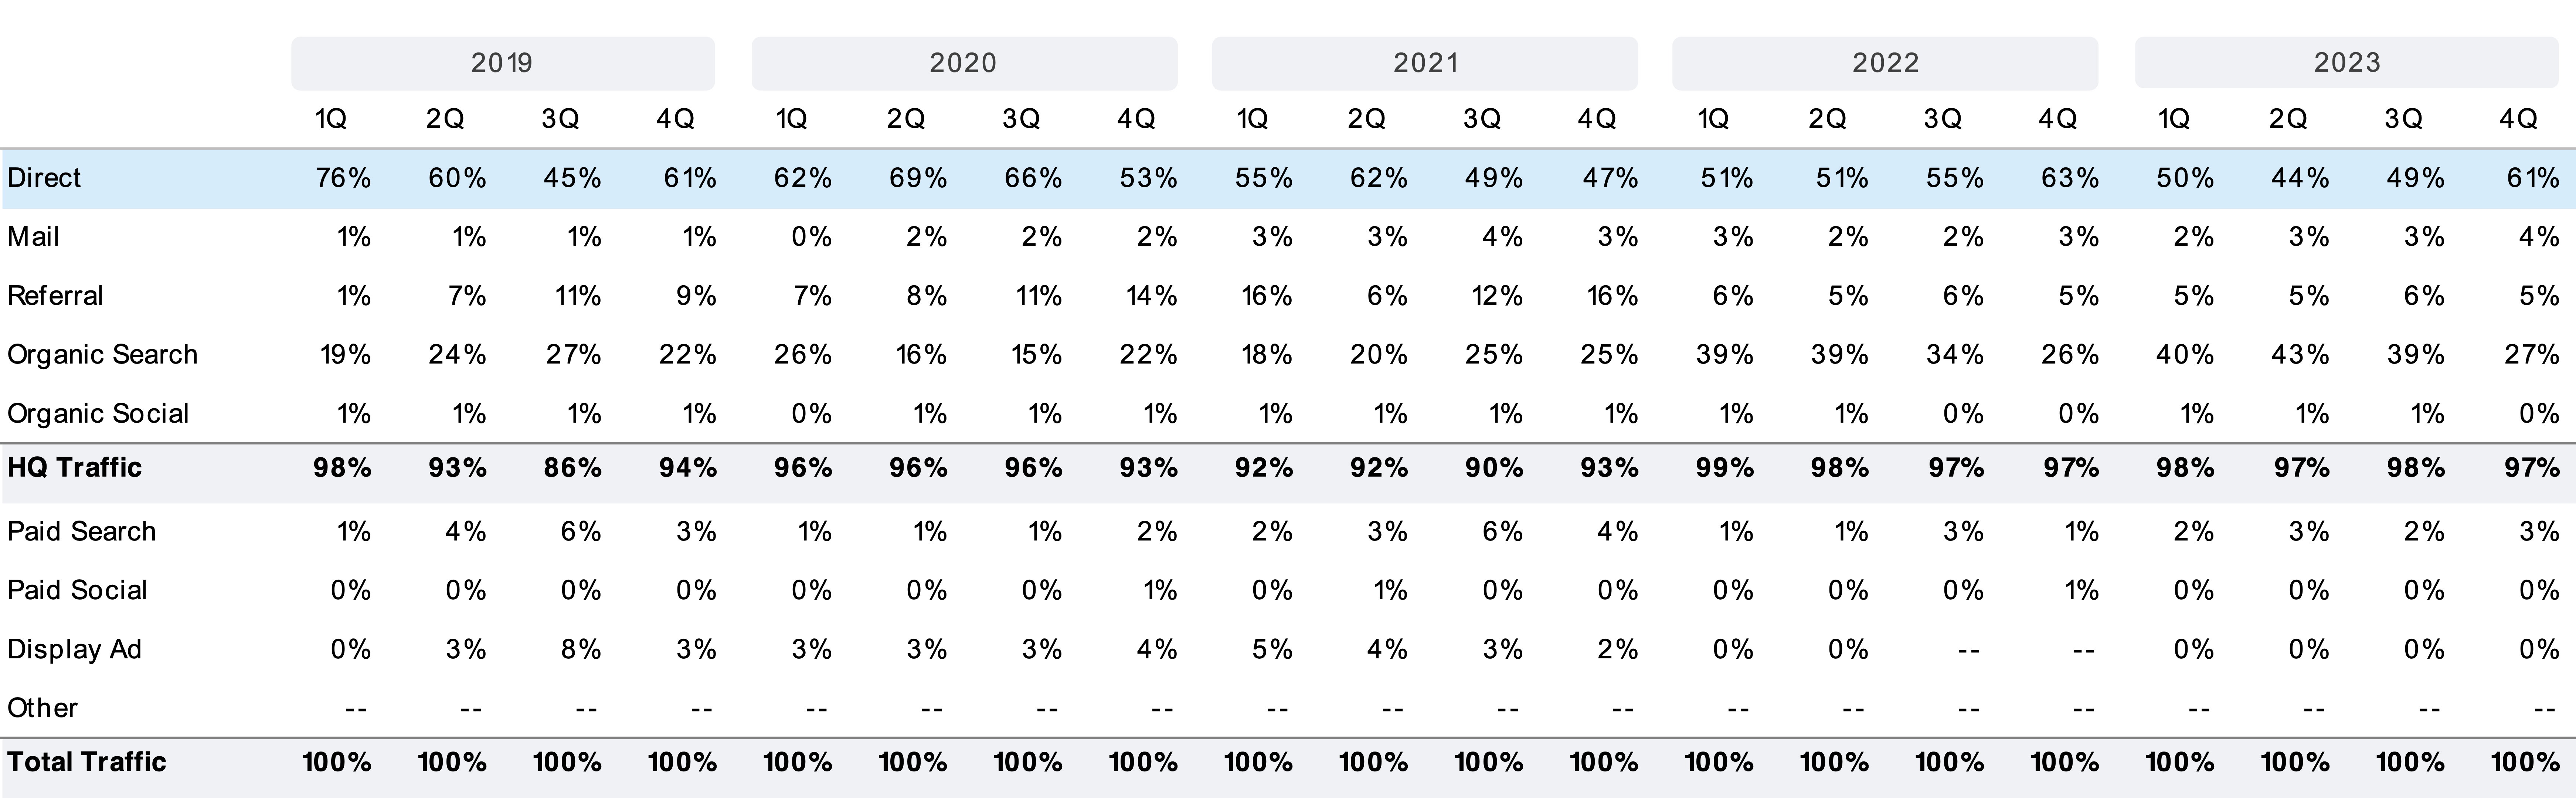 2019 2020 2021 2022 2023
1Q 2Q 3Q 4Q 1Q 2Q 3Q 4Q 1Q 2Q 3Q 4Q 1Q 2Q 3Q 4Q 1Q 2Q 3Q 4Q
Direct 76% 60% 45% 61% 62% 69% 66% 53% 55% 62% 49% 47% 51% 51% 55% 63% 50% 44% 49% 61%
Mail 1% 1% 1% 1% 0% 2% 2% 2% 3% 3% 4% 3% 3% 2% 2% 3% 2% 3% 3% 4%
Referral 1% 7% 11% 9% 7% 8% 11% 14% 16% 6% 12% 16% 6% 5% 6% 5% 5% 5% 6% 5%
Organic Search 19% 24% 27% 22% 26% 16% 15% 22% 18% 20% 25% 25% 39% 39% 34% 26% 40% 43% 39% 27%
Organic Social 1% 1% 1% 1% 0% 1% 1% 1% 1% 1% 1% 1% 1% 1% 0% 0% 1% 1% 1% 0%
HQ Traffic 98% 93% 86% 94% 96% 96% 96% 93% 92% 92% 90% 93% 99% 98% 97% 97% 98% 97% 98% 97%
Paid Search 1% 4% 6% 3% 1% 1% 1% 2% 2% 3% 6% 4% 1% 1% 3% 1% 2% 3% 2% 3%
Paid Social 0% 0% 0% 0% 0% 0% 0% 1% 0% 1% 0% 0% 0% 0% 0% 1% 0% 0% 0% 0%
Display Ad 0% 3% 8% 3% 3% 3% 3% 4% 5% 4% 3% 2% 0% 0% -- -- 0% 0% 0% 0%
Other -- -- -- -- -- -- -- -- -- -- -- -- -- -- -- -- -- -- -- --
Total Traffic 100% 100% 100% 100% 100% 100% 100% 100% 100% 100% 100% 100% 100% 100% 100% 100% 100% 100% 100% 100%